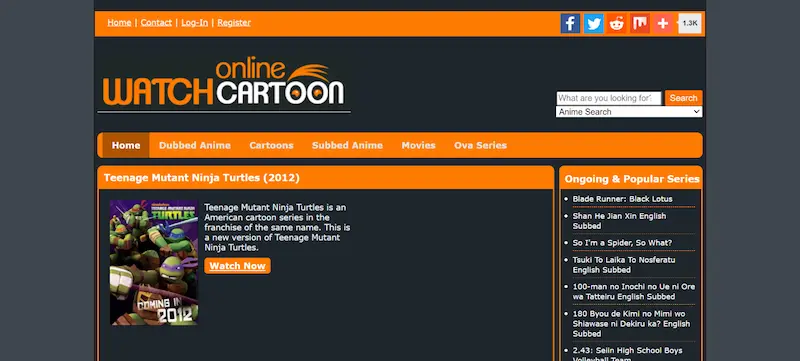 Home | Contact | Log-In | Register
1.3K
online
WATCH CARTOON
What are you looking for?
Search
Anime Search
Home Dubbed Anime Cartoons Subbed Anime Movies Ova Series
Teenage Mutant Ninja Turtles (2012)
TEENAGE MUTANT NINJA
TURTLES
COMING IN
2012
Teenage Mutant Ninja Turtles is an
American cartoon series in the
franchise of the same name. This is
a new version of Teenage Mutant
Ninja Turtles.
Watch Now
Ongoing & Popular Series
Blade Runner: Black Lotus
Shan He Jian Xin English
Subbed
So I'm a Spider, So What?
Tsuki To Laika To Nosferatu
English Subbed
100-man no Inochi no Ue ni Ore
wa Tatteiru English Subbed
180 Byou de Kimi no Mimi wo
Shiawase ni Dekiru ka? English
Subbed
2.43: Seiin High School Boys
Volleyball Team